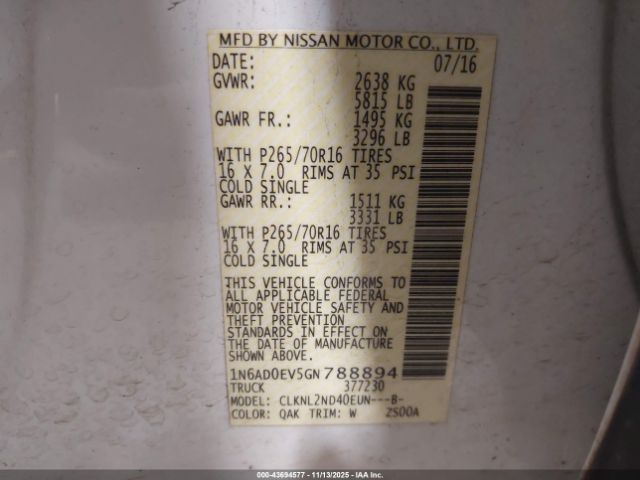 MFD BY NISSAN MOTOR CO., LTD.
DATE: 07/16
GVWR: 2638 KG
5815 LB
GAWR FR.: 1495 KG
3296 LB
WITH P265/70R16 TIRES
16 X 7.0 RIMS AT 35 PSI
COLD SINGLE
GAWR RR.: 1511 KG
3331 LB
WITH P265/70R16 TIRES
16 X 7.0 RIMS AT 35 PSI
COLD SINGLE
THIS VEHICLE CONFORMS TO
ALL APPLICABLE FEDERAL
MOTOR VEHICLE SAFETY AND
THEFT PREVENTION
STANDARDS IN EFFECT ON
THE DATE OF MANUFACTURE
SHOWN ABOVE.
1N6AD0EV5GN788894
TRUCK 377230
MODEL: CLKNL2ND40EUN---B-
COLOR: QAK TRIM: W ZS00A
000-43694577 - 11/13/2025 - IAA Inc.